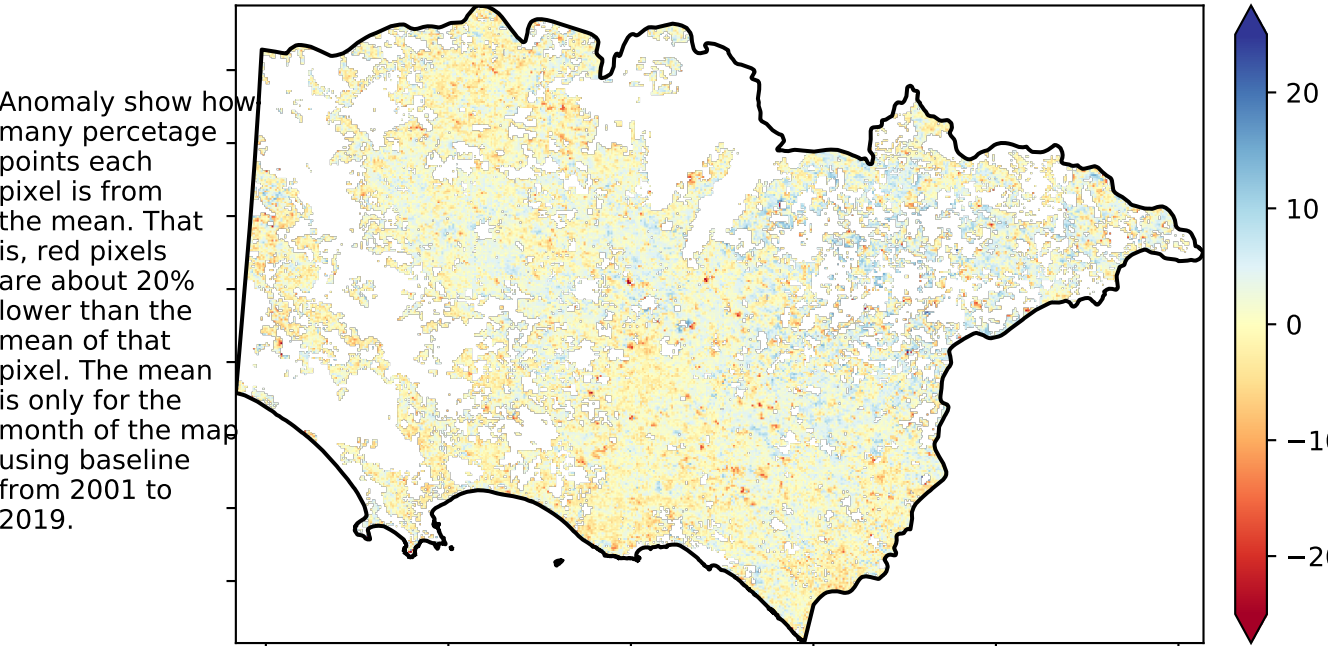 Anomaly show how
many percetage
points each
pixel is from
the mean. That
is, red pixels
are about 20%
lower than the
mean of that
pixel. The mean
is only for the
month of the map
using baseline
from 2001 to
2019.
20
10
0
−10
−20